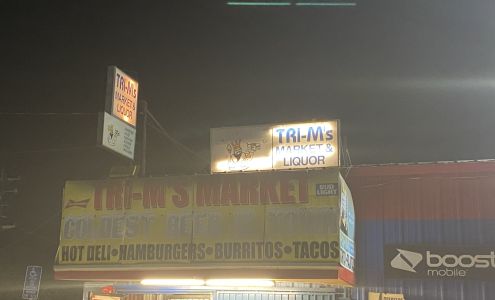 TRI-M's
MARKET &
LIQUOR
TRI-M's
MARKET &
LIQUOR
TRI-M'S MARKET
BUD
LIGHT
COLDEST BEER IN TOWN
HOT DELI•HAMBURGERS•BURRITOS•TACOS
boost
mobile